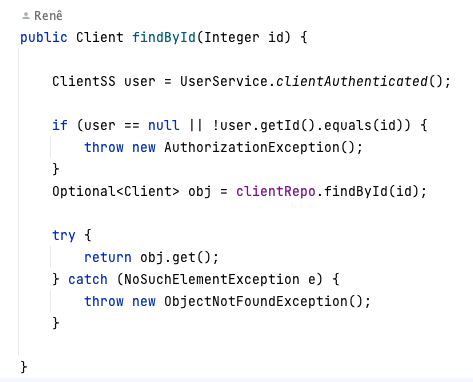 Renê
public Client findById(Integer id) {
ClientSS user = UserService.clientAuthenticated();
if (user == null || !user.getId().equals(id)) {
throw new AuthorizationException();
}
Optional<Client> obj = clientRepo.findById(id);
try {
return obj.get();
} catch (NoSuchElementException e) {
throw new ObjectNotFoundException();
}
}